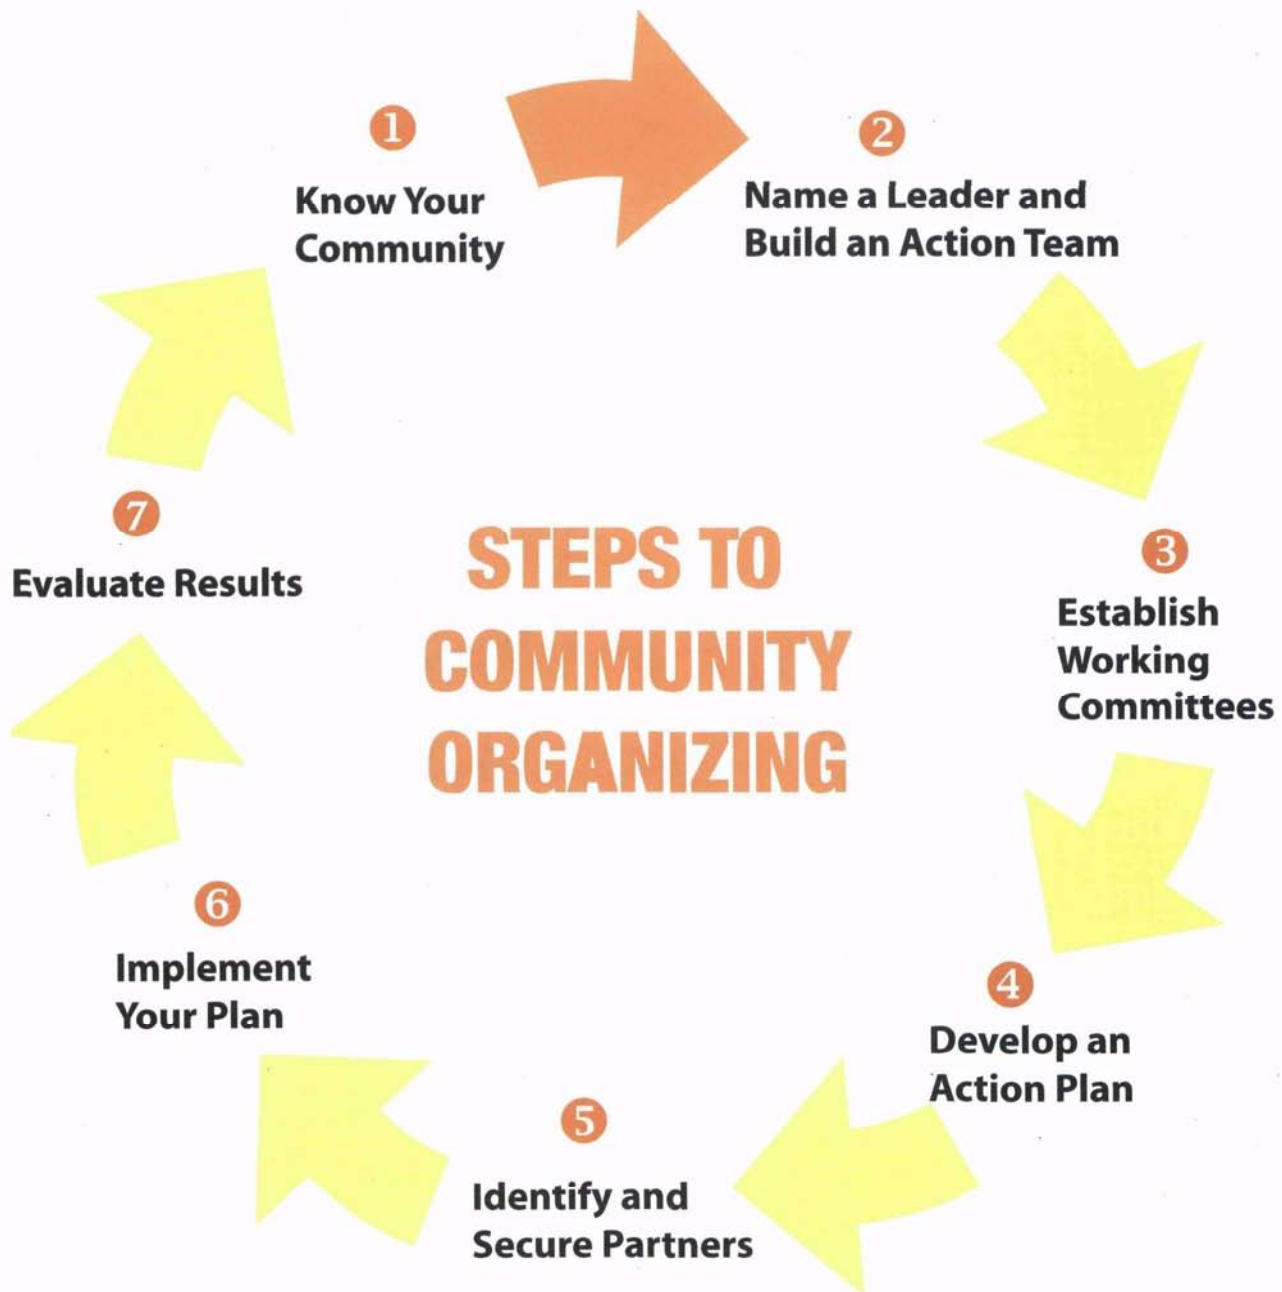 1
Know Your
Community
2
Name a Leader and
Build an Action Team
3
Establish
Working
Committees
4
Develop an
Action Plan
5
Identify and
Secure Partners
6
Implement
Your Plan
7
Evaluate Results
STEPS TO
COMMUNITY
ORGANIZING